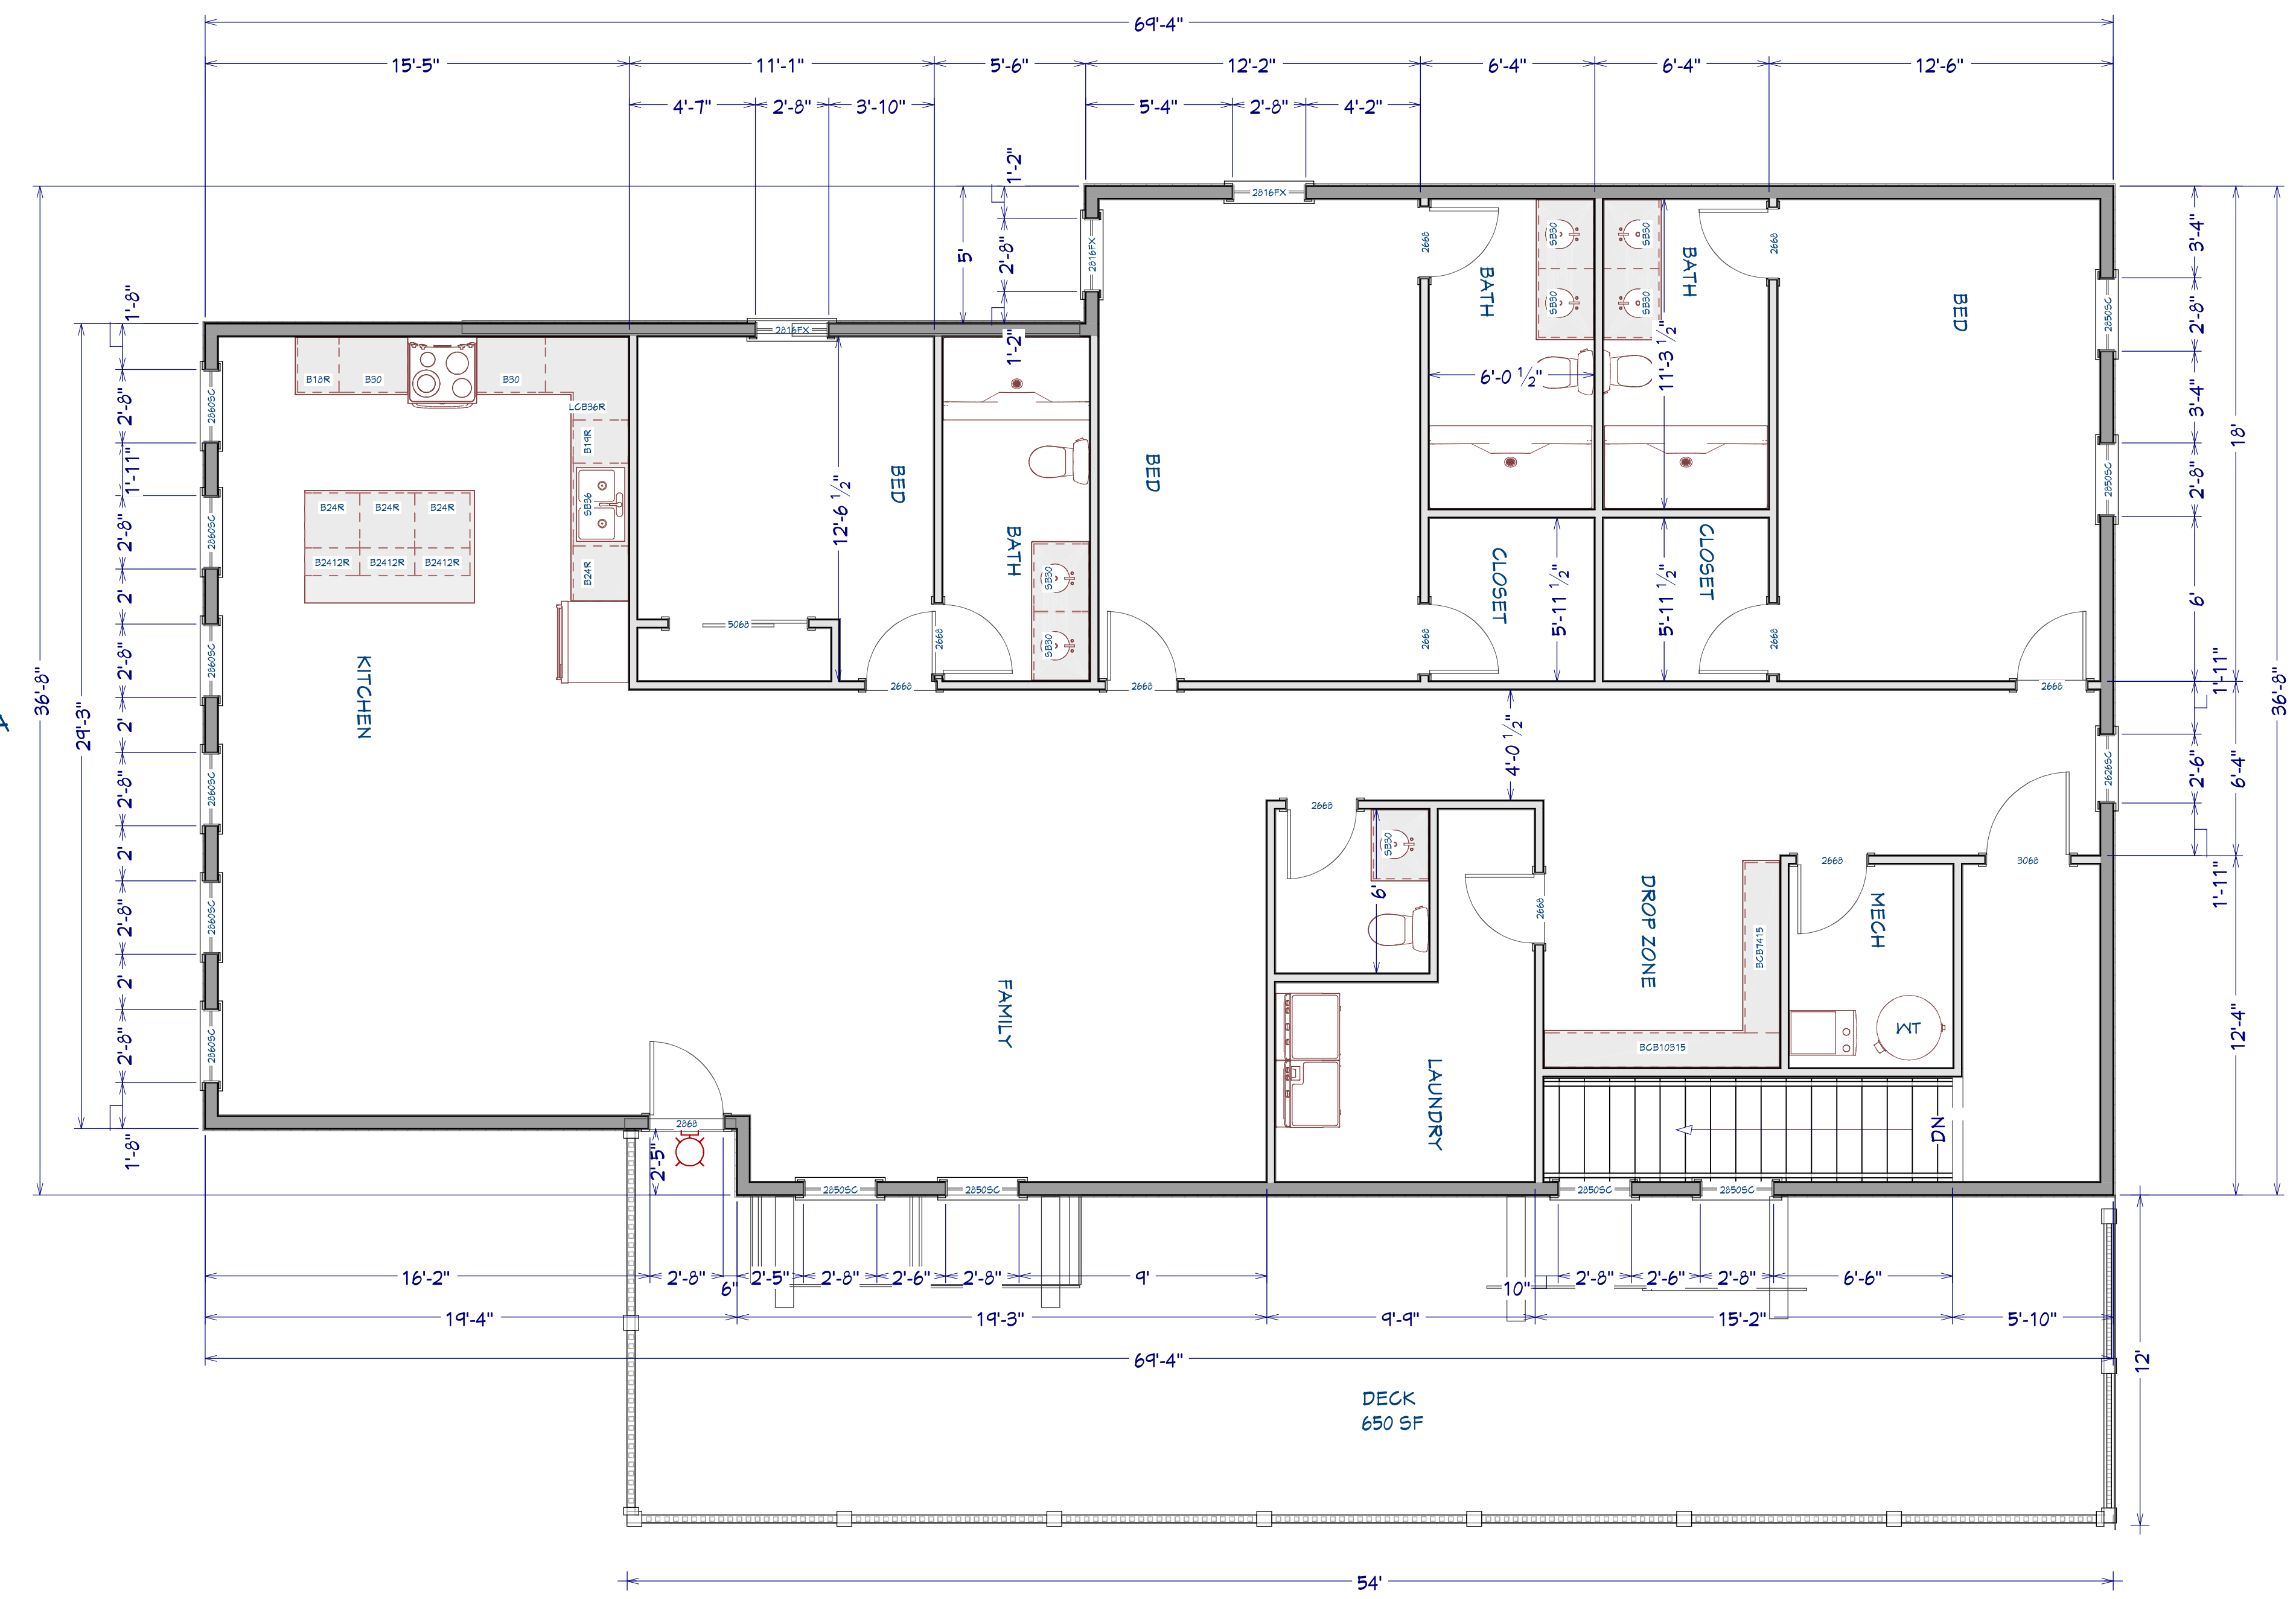 69'-4"
15'-5" 11'-1" 5'-6" 12'-2" 6'-4" 6'-4" 12'-6"
4'-7" 2'-8" 3'-10" 5'-4" 2'-8" 4'-2"
1'-2"
5'
2'-8"
1'-2"
2816FX
2816FX
2816FX
36'-8"
29'-3"
1'-8"
2'-8"
1'-11"
2'-8"
2'
2'-8"
2'
2'-8"
2'
2'-8"
2'
2'-8"
1'-8"
2860SC
2860SC
2860SC
2860SC
2860SC
2860SC
B18R B30 B30
LCB36R
B19R
SB36
B24R
B24R B24R B24R
B2412R B2412R B2412R
KITCHEN
BED
12'-6 1/2"
5068
2668
2668
BATH
SB30
SB30
BED
2668
2668
BATH
SB30
SB30
6'-0 1/2"
BATH
SB30
SB30
11'-3 1/2"
2668
BED
CLOSET
5'-11 1/2"
2668
CLOSET
5'-11 1/2"
2668
2668
2850SC
2850SC
2626SC
3'-4"
2'-8"
3'-4"
2'-8"
6'
1'-11"
2'-6"
1'-11"
18'
6'-4"
12'-4"
36'-8"
4'-0 1/2"
2668
SB30
6'
2668
DROP ZONE
BCB7415
BCB10315
2668
MECH
WT
3068
FAMILY
LAUNDRY
DN
2868
2'-5"
2850SC 2850SC 2850SC 2850SC
16'-2" 2'-8" 6" 2'-5" 2'-8" 2'-6" 2'-8" 9' 10" 2'-8" 2'-6" 2'-8" 6'-6"
19'-4" 19'-3" 9'-9" 15'-2" 5'-10"
69'-4"
12'
DECK
650 SF
54'